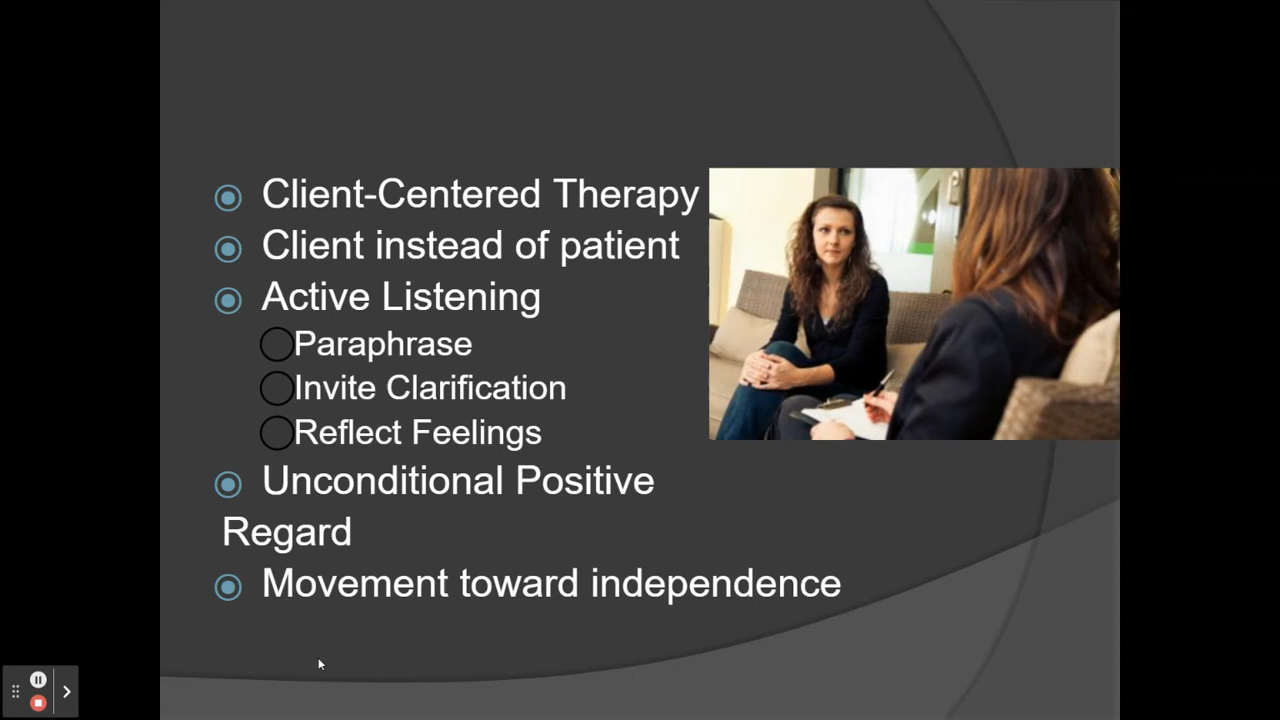 Client-Centered Therapy
Client instead of patient
Active Listening
Paraphrase
Invite Clarification
Reflect Feelings
Unconditional Positive
Regard
Movement toward independence